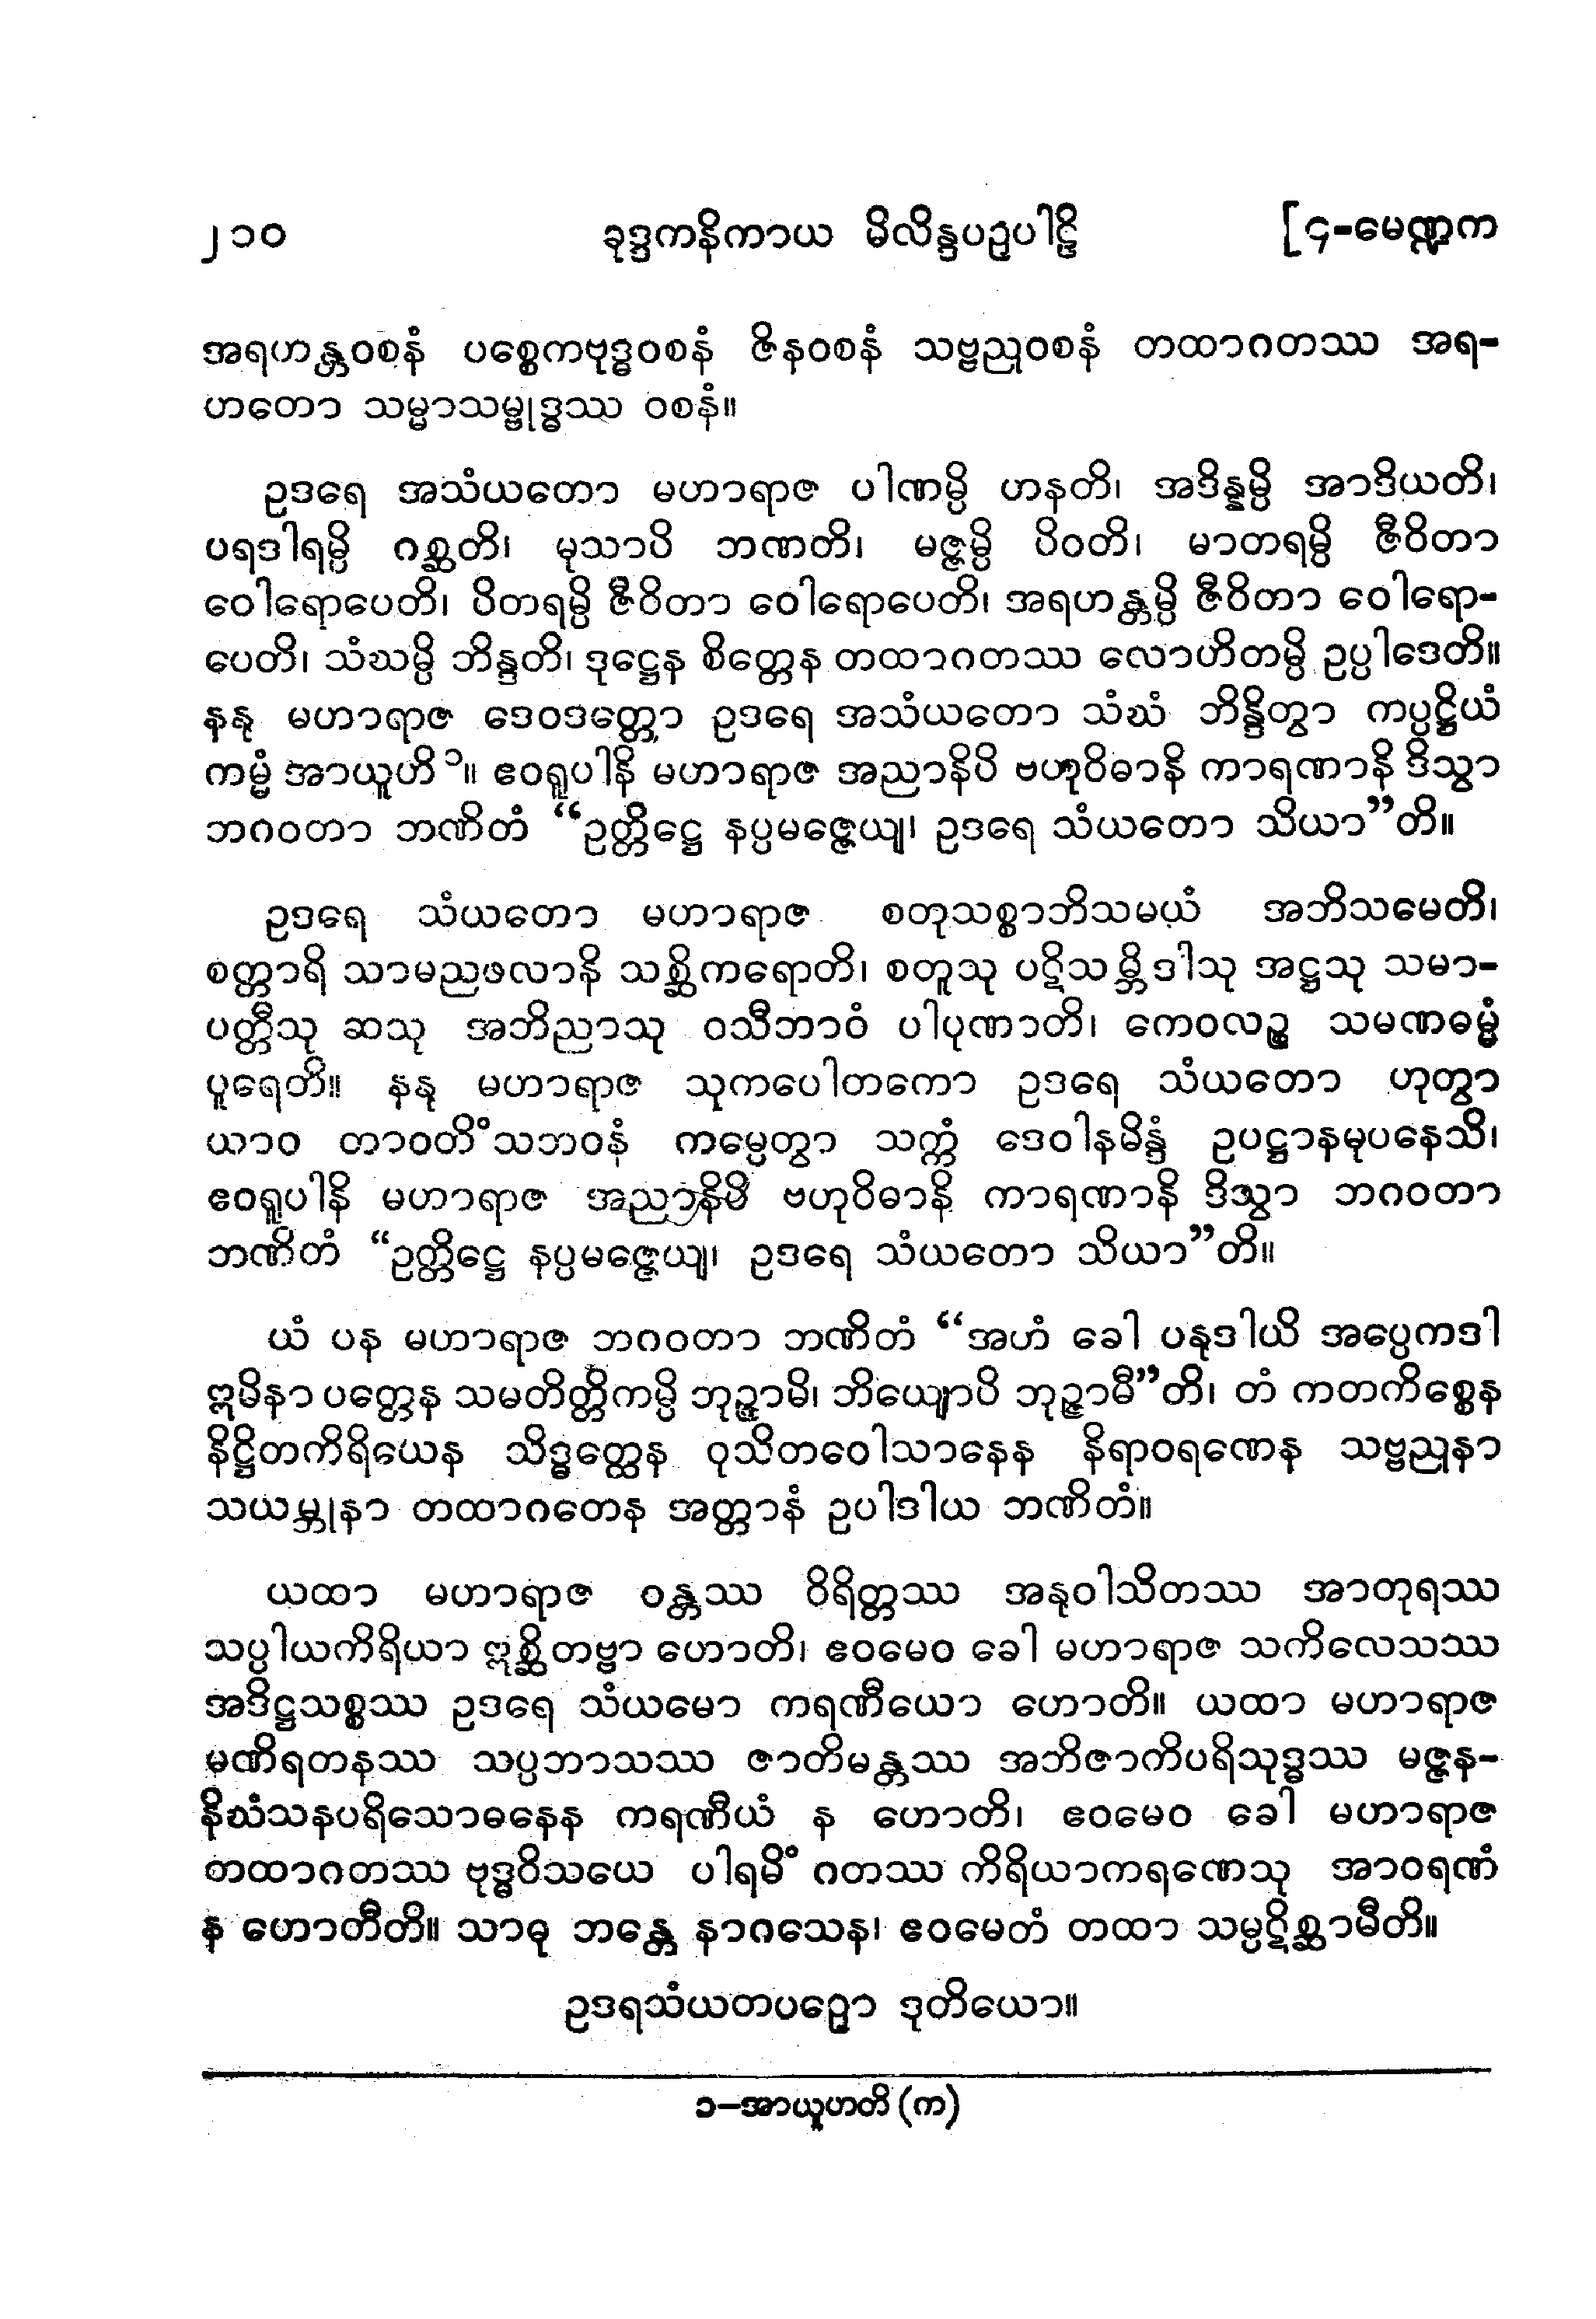 ၂၁၀ ခုဒ္ဒကနိကာယ မိလိန္ဒပဉှပါဠိ [၄-မေဏ္ဍက
အရဟန္တဝစနံ ပစ္စေကဗုဒ္ဓဝစနံ ဇိနဝစနံ သဗ္ဗညုဝစနံ တထာဂတဿ အရ-
ဟတော သမ္မာသမ္ဗုဒ္ဓဿ ဝစနံ။
ဥဒရေ အသံယတော မဟာရာဇ ပါဏမ္ပိ ဟနတိ၊ အဒိန္နမ္ပိ အာဒိယတိ၊
ပရဒါရမ္ပိ ဂစ္ဆတိ၊ မုသာပိ ဘဏတိ၊ မဇ္ဇမ္ပိ ပိဝတိ၊ မာတရမ္ပိ ဇီဝိတာ
ဝေါရောပေတိ၊ ပိတရမ္ပိ ဇီဝိတာ ဝေါရောပေတိ၊ အရဟန္တမ္ပိ ဇီဝိတာ ဝေါရော-
ပေတိ၊ သံဃမ္ပိ ဘိန္ဒတိ၊ ဒုဋ္ဌေန စိတ္တေန တထာဂတဿ လောဟိတမ္ပိ ဥပ္ပါဒေတိ။
နနု မဟာရာဇ ဒေဝဒတ္တော ဥဒရေ အသံယတော သံဃံ ဘိန္ဒိတွာ ကပ္ပဋ္ဌိယံ
ကမ္မံ အာယူဟိ ၁။ ဧဝရူပါနိ မဟာရာဇ အညာနိပိ ဗဟုဝိဓာနိ ကာရဏာနိ ဒိသွာ
ဘဂဝတာ ဘဏိတံ “ဥတ္တိဋ္ဌေ နပ္ပမဇ္ဇေယျ၊ ဥဒရေ သံယတော သိယာ”တိ။
ဥဒရေ သံယတော မဟာရာဇ စတုသစ္စာဘိသမယံ အဘိသမေတိ၊
စတ္တာရိ သာမညဖလာနိ သစ္ဆိကရောတိ၊ စတူသု ပဋိသမ္ဘိဒါသု အဋ္ဌသု သမာ-
ပတ္တီသု ဆသု အဘိညာသု ဝသီဘာဝံ ပါပုဏာတိ၊ ကေဝလဉ္စ သမဏဓမ္မံ
ပူရေတိ။ နနု မဟာရာဇ သုကပေါတကော ဥဒရေ သံယတော ဟုတွာ
ယာဝ တာဝတိံသဘဝနံ ကမ္ပေတွာ သက္ကံ ဒေဝါနမိန္ဒံ ဥပဋ္ဌာနမုပနေသိ၊
ဧဝရူပါနိ မဟာရာဇ အညာနိပိ ဗဟုဝိဓာနိ ကာရဏာနိ ဒိသွာ ဘဂဝတာ
ဘဏိတံ “ဥတ္တိဋ္ဌေ နပ္ပမဇ္ဇေယျ၊ ဥဒရေ သံယတော သိယာ”တိ။
ယံ ပန မဟာရာဇ ဘဂဝတာ ဘဏိတံ “အဟံ ခေါ ပနုဒါယိ အပ္ပေကဒါ
ဣမိနာ ပတ္တေန သမတိတ္တိကမ္ပိ ဘုဉ္ဇာမိ၊ ဘိယျောပိ ဘုဉ္ဇာမီ”တိ၊ တံ ကတကိစ္စေန
နိဋ္ဌိတကိရိယေန သိဒ္ဓတ္ထေန ဝုသိတဝေါသာနေန နိရာဝရဏေန သဗ္ဗညုနာ
သယမ္ဘုနာ တထာဂတေန အတ္တာနံ ဥပါဒါယ ဘဏိတံ။
ယထာ မဟာရာဇ ဝန္တဿ ဝိရိတ္တဿ အနုဝါသိတဿ အာတုရဿ
သပ္ပါယကိရိယာ ဣစ္ဆိတဗ္ဗာ ဟောတိ၊ ဧဝမေဝ ခေါ မဟာရာဇ သကိလေသဿ
အဒိဋ္ဌသစ္စဿ ဥဒရေ သံယမော ကရဏီယော ဟောတိ။ ယထာ မဟာရာဇ
မဏိရတနဿ သပ္ပဘာသဿ ဇာတိမန္တဿ အဘိဇာတိပရိသုဒ္ဓဿ မဇ္ဇန-
နိဃံသနပရိသောဓနေန ကရဏီယံ န ဟောတိ၊ ဧဝမေဝ ခေါ မဟာရာဇ
တထာဂတဿ ဗုဒ္ဓဝိသယေ ပါရမိံ ဂတဿ ကိရိယာကရဏေသု အာဝရဏံ
န ဟောတီတိ။ သာဓု ဘန္တေ နာဂသေန၊ ဧဝမေတံ တထာ သမ္ပဋိစ္ဆာမီတိ။
ဥဒရသံယတပဉှော ဒုတိယော။
၁–အာယူဟတိ (က)